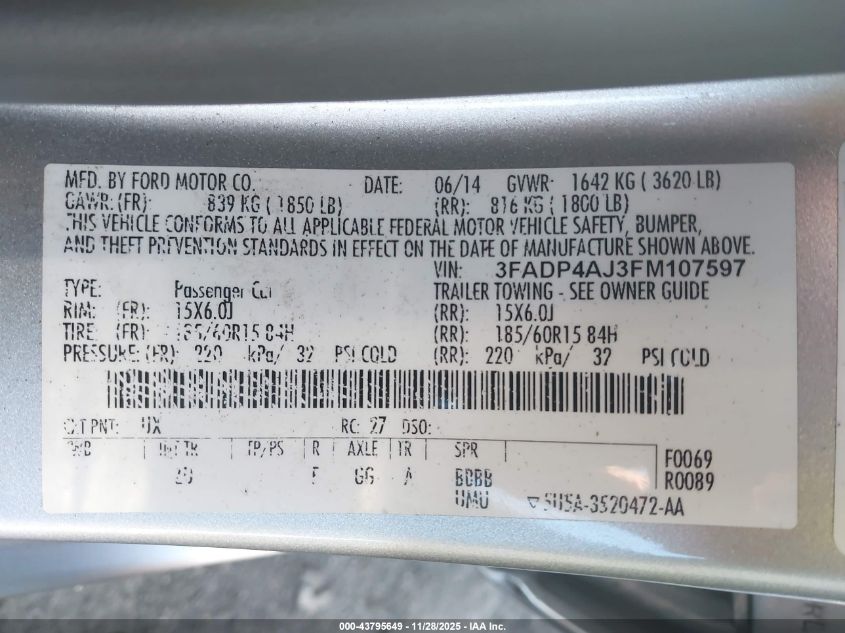 MFD. BY FORD MOTOR CO. DATE: 06/14 GVWR: 1642 KG ( 3620 LB)
GAWR: (FR): 839 KG ( 1850 LB) (RR): 816 KG ( 1800 LB)
THIS VEHICLE CONFORMS TO ALL APPLICABLE FEDERAL MOTOR VEHICLE SAFETY, BUMPER,
AND THEFT PREVENTION STANDARDS IN EFFECT ON THE DATE OF MANUFACTURE SHOWN ABOVE.
VIN: 3FADP4AJ3FM107597
TYPE: Passenger Car TRAILER TOWING - SEE OWNER GUIDE
RIM: (FR): 15X6.0J (RR): 15X6.0J
TIRE: (FR): 185/60R15 84H (RR): 185/60R15 84H
PRESSURE: (FR): 220 kPa/ 32 PSI COLD (RR): 220 kPa/ 32 PSI COLD
EXT PNT: UX RC: 27 DSO:
WB INT TR TP/PS R AXLE TR SPR F0069
F GG A BBBB R0089
UMU 5U5A-3520472-AA
000-43795649 - 11/28/2025 - IAA Inc.